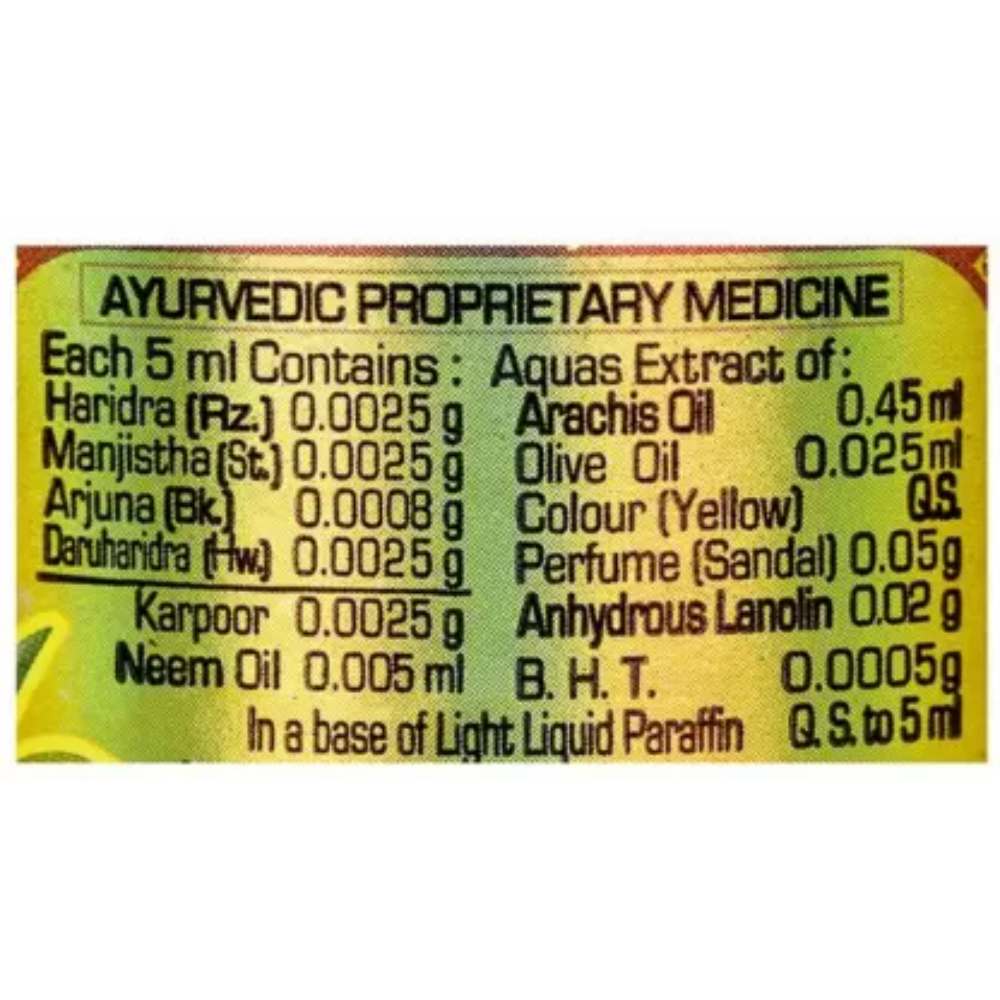 AYURVEDIC PROPRIETARY MEDICINE
Each 5 ml Contains :
Haridra (Rz.) 0.0025 g
Manjistha (St.) 0.0025 g
Arjuna (Bk.) 0.0008 g
Daruharidra (Hw.) 0.0025 g
Karpoor 0.0025 g
Neem Oil 0.005 ml
Aquas Extract of :
Arachis Oil 0.45 ml
Olive Oil 0.025 ml
Colour (Yellow) Q.S.
Perfume (Sandal) 0.05g
Anhydrous Lanolin 0.02 g
B. H. T. 0.0005g
In a base of Light Liquid Paraffin Q. S. to 5 ml